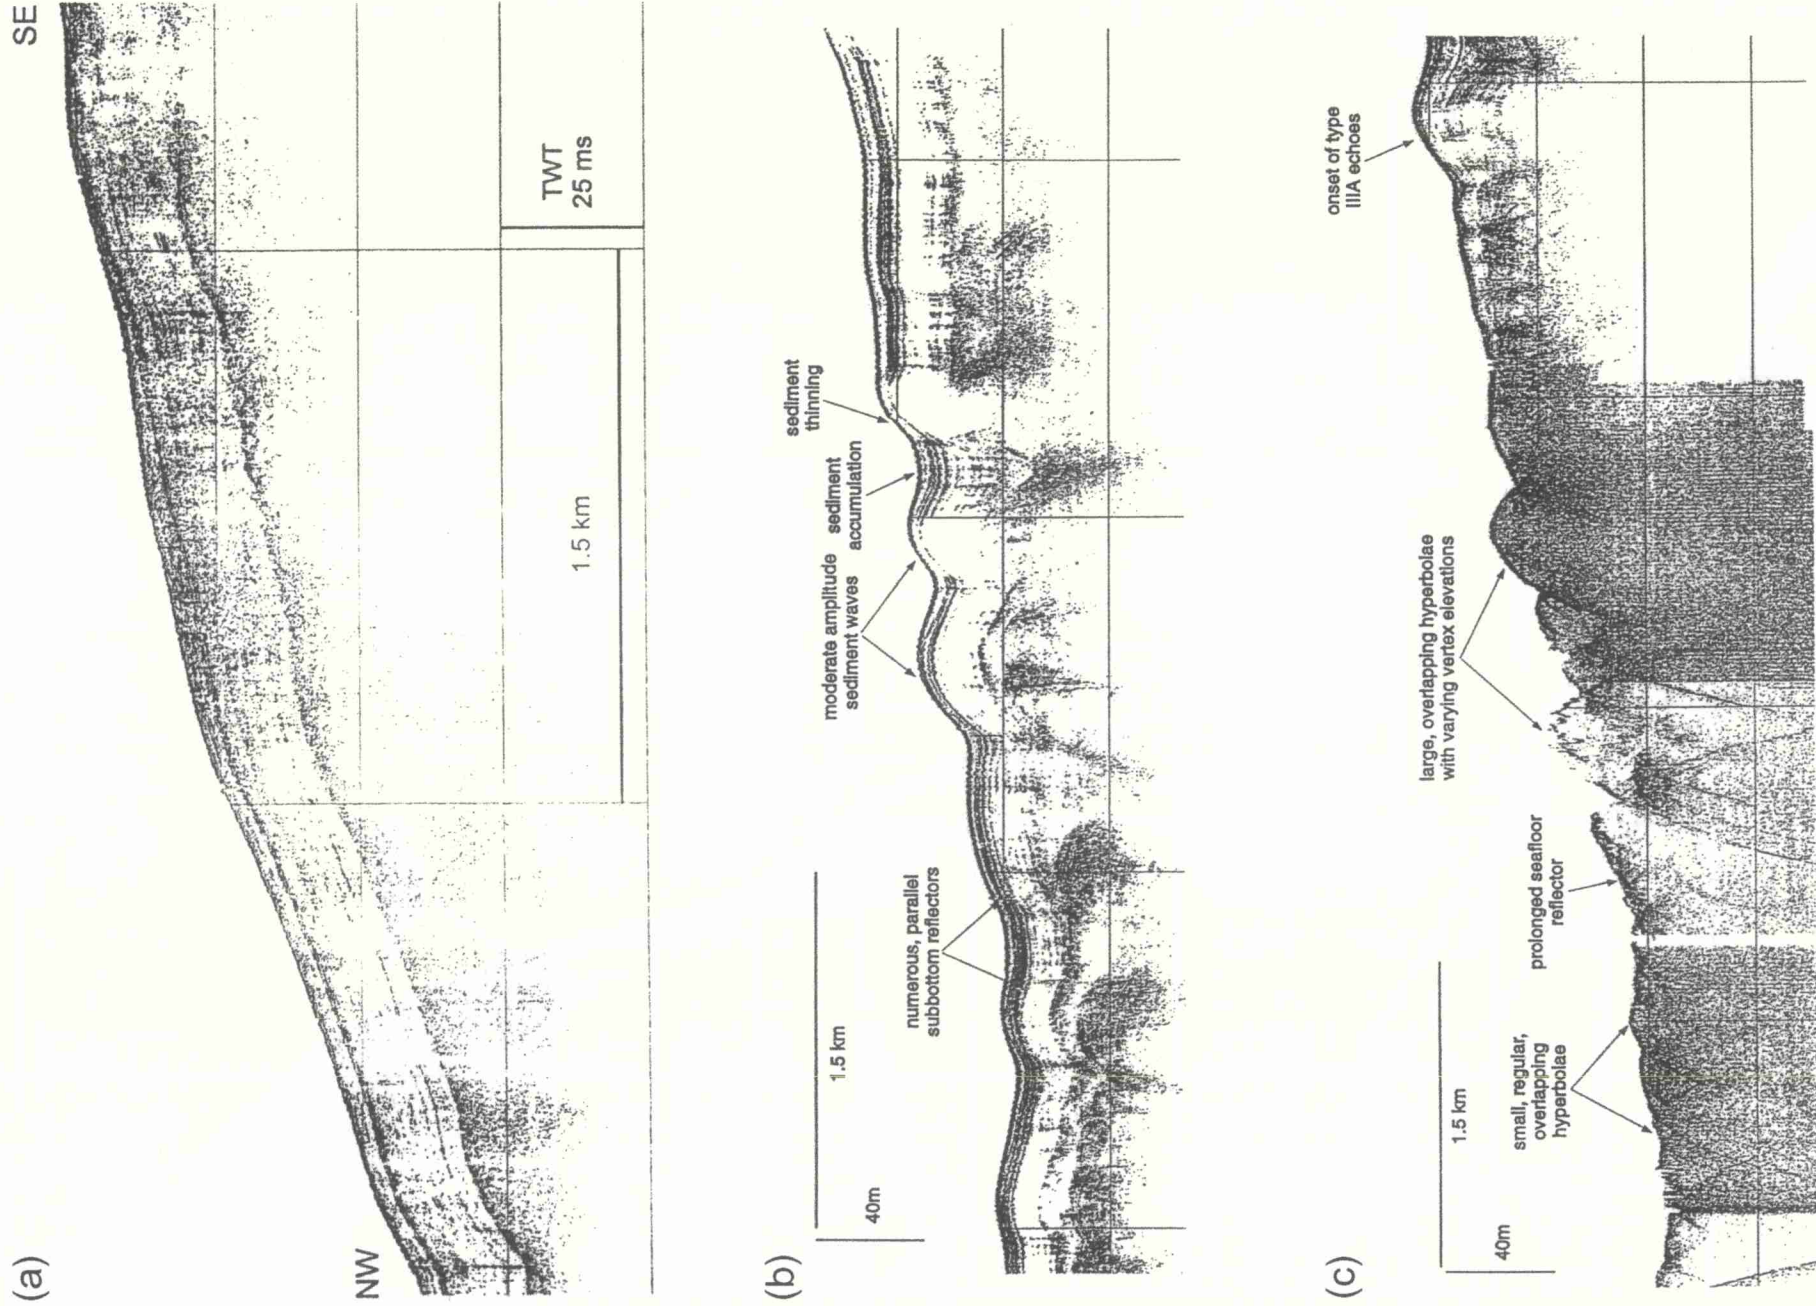 (a)
SE
NW
TWT
25 ms
1.5 km
(b)
sediment
thinning
moderate amplitude
sediment waves
sediment
accumulation
numerous, parallel
subbottom reflectors
1.5 km
40m
(c)
onset of type
IIIA echoes
large, overlapping hyperbolae
with varying vertex elevations
prolonged seafloor
reflector
small, regular,
overlapping
hyperbolae
1.5 km
40m